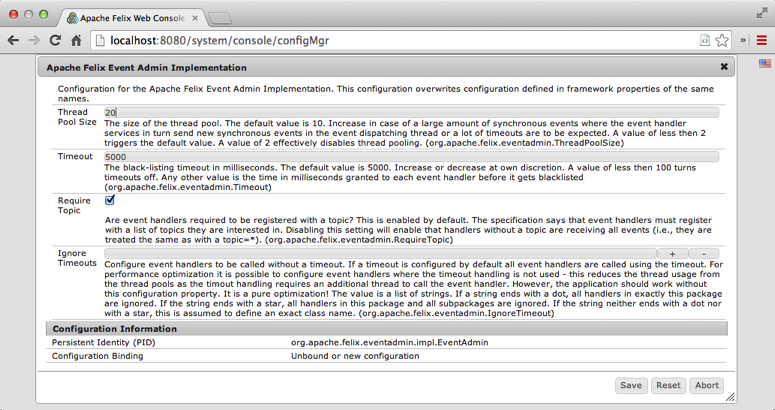 Apache Felix Web Console
localhost:8080/system/console/configMgr
Apache Felix Event Admin Implementation
Configuration for the Apache Felix Event Admin Implementation. This configuration overwrites configuration defined in framework properties of the same
names.
Thread
Pool Size
20
The size of the thread pool. The default value is 10. Increase in case of a large amount of synchronous events where the event handler
services in turn send new synchronous events in the event dispatching thread or a lot of timeouts are to be expected. A value of less then 2
triggers the default value. A value of 2 effectively disables thread pooling. (org.apache.felix.eventadmin.ThreadPoolSize)
Timeout
5000
The black-listing timeout in milliseconds. The default value is 5000. Increase or decrease at own discretion. A value of less then 100 turns
timeouts off. Any other value is the time in milliseconds granted to each event handler before it gets blacklisted
(org.apache.felix.eventadmin.Timeout)
Require
Topic
Are event handlers required to be registered with a topic? This is enabled by default. The specification says that event handlers must register
with a list of topics they are interested in. Disabling this setting will enable that handlers without a topic are receiving all events (i.e., they are
treated the same as with a topic=*). (org.apache.felix.eventadmin.RequireTopic)
Ignore
Timeouts
+
-
Configure event handlers to be called without a timeout. If a timeout is configured by default all event handlers are called using the timeout. For
performance optimization it is possible to configure event handlers where the timeout handling is not used - this reduces the thread usage from
the thread pools as the timout handling requires an additional thread to call the event handler. However, the application should work without
this configuration property. It is a pure optimization! The value is a list of strings. If a string ends with a dot, all handlers in exactly this package
are ignored. If the string ends with a star, all handlers in this package and all subpackages are ignored. If the string neither ends with a dot nor
with a star, this is assumed to define an exact class name. (org.apache.felix.eventadmin.IgnoreTimeout)
Configuration Information
Persistent Identity (PID)
org.apache.felix.eventadmin.impl.EventAdmin
Configuration Binding
Unbound or new configuration
Save
Reset
Abort